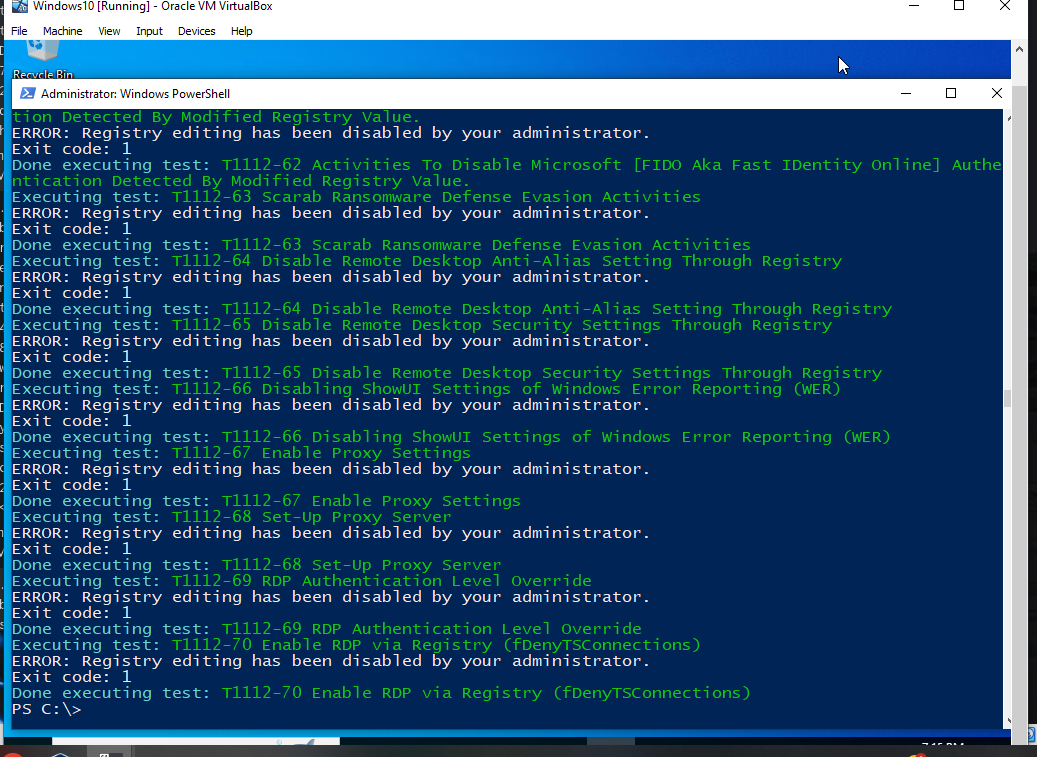 Windows10 [Running] - Oracle VM VirtualBox
File Machine View Input Devices Help
Recycle Bin
Administrator: Windows PowerShell
tion Detected By Modified Registry Value.
ERROR: Registry editing has been disabled by your administrator.
Exit code: 1
Done executing test: T1112-62 Activities To Disable Microsoft [FIDO Aka Fast IDentity Online] Authe
ntication Detected By Modified Registry Value.
Executing test: T1112-63 Scarab Ransomware Defense Evasion Activities
ERROR: Registry editing has been disabled by your administrator.
Exit code: 1
Done executing test: T1112-63 Scarab Ransomware Defense Evasion Activities
Executing test: T1112-64 Disable Remote Desktop Anti-Alias Setting Through Registry
ERROR: Registry editing has been disabled by your administrator.
Exit code: 1
Done executing test: T1112-64 Disable Remote Desktop Anti-Alias Setting Through Registry
Executing test: T1112-65 Disable Remote Desktop Security Settings Through Registry
ERROR: Registry editing has been disabled by your administrator.
Exit code: 1
Done executing test: T1112-65 Disable Remote Desktop Security Settings Through Registry
Executing test: T1112-66 Disabling ShowUI Settings of Windows Error Reporting (WER)
ERROR: Registry editing has been disabled by your administrator.
Exit code: 1
Done executing test: T1112-66 Disabling ShowUI Settings of Windows Error Reporting (WER)
Executing test: T1112-67 Enable Proxy Settings
ERROR: Registry editing has been disabled by your administrator.
Exit code: 1
Done executing test: T1112-67 Enable Proxy Settings
Executing test: T1112-68 Set-Up Proxy Server
ERROR: Registry editing has been disabled by your administrator.
Exit code: 1
Done executing test: T1112-68 Set-Up Proxy Server
Executing test: T1112-69 RDP Authentication Level Override
ERROR: Registry editing has been disabled by your administrator.
Exit code: 1
Done executing test: T1112-69 RDP Authentication Level Override
Executing test: T1112-70 Enable RDP via Registry (fDenyTSConnections)
ERROR: Registry editing has been disabled by your administrator.
Exit code: 1
Done executing test: T1112-70 Enable RDP via Registry (fDenyTSConnections)
PS C:\>